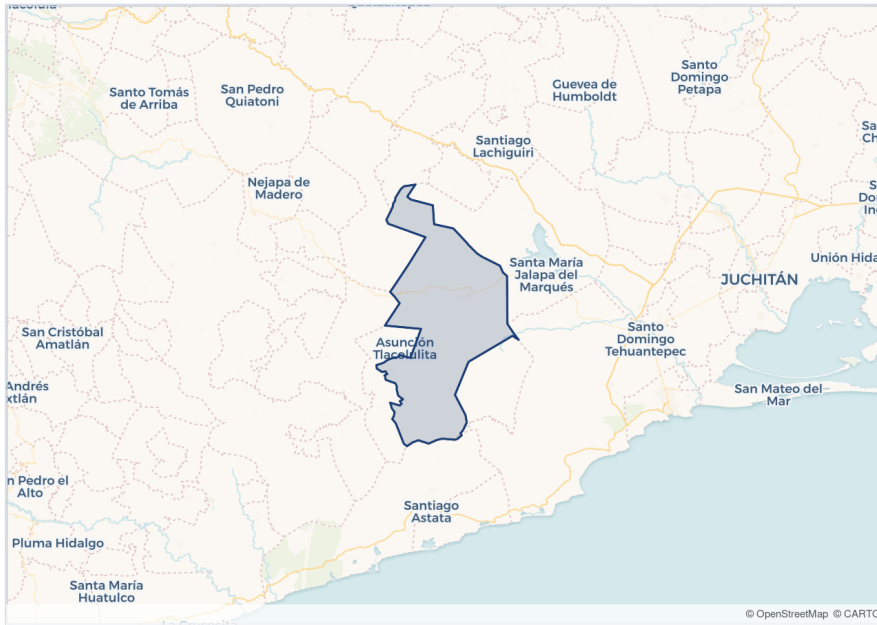 Santo Tomás
de Arriba
San Pedro
Quiatoni
Guevea de
Humboldt
Santo
Domingo
Petapa
Santiago
Lachiguiri
Nejapa de
Madero
Santa María
Jalapa del
Marqués
Unión Hida
JUCHITÁN
San Cristóbal
Amatlán
Asunción
Tlacolulita
Santo
Domingo
Tehuantepec
Andrés
xtlán
San Mateo del
Mar
n Pedro el
Alto
Santiago
Astata
Pluma Hidalgo
Santa María
Huatulco
© OpenStreetMap © CARTO